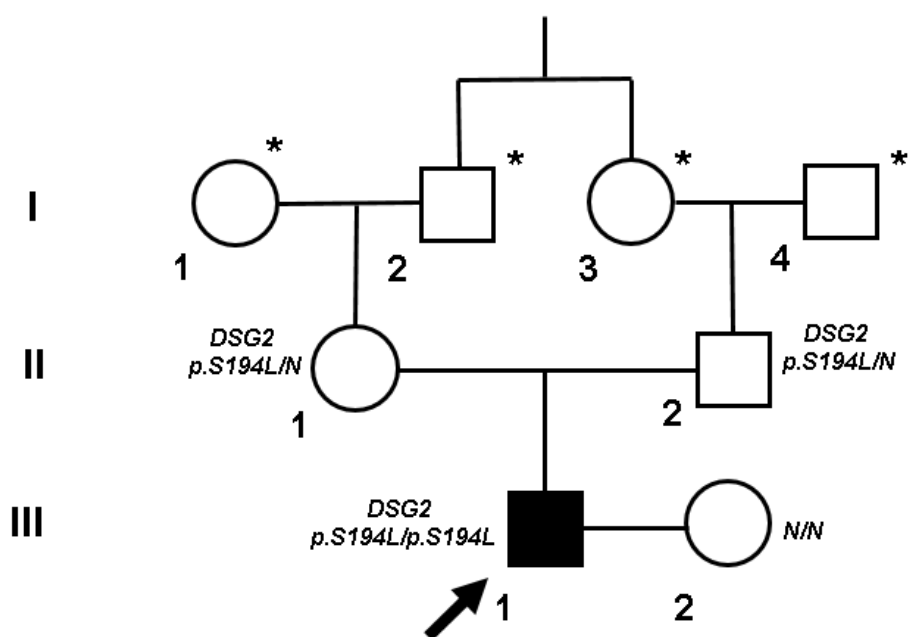 * * * *
I
1 2 3 4
DSG2
p.S194L/N
DSG2
p.S194L/N
II
1 2
DSG2
p.S194L/p.S194L
N/N
III
1 2